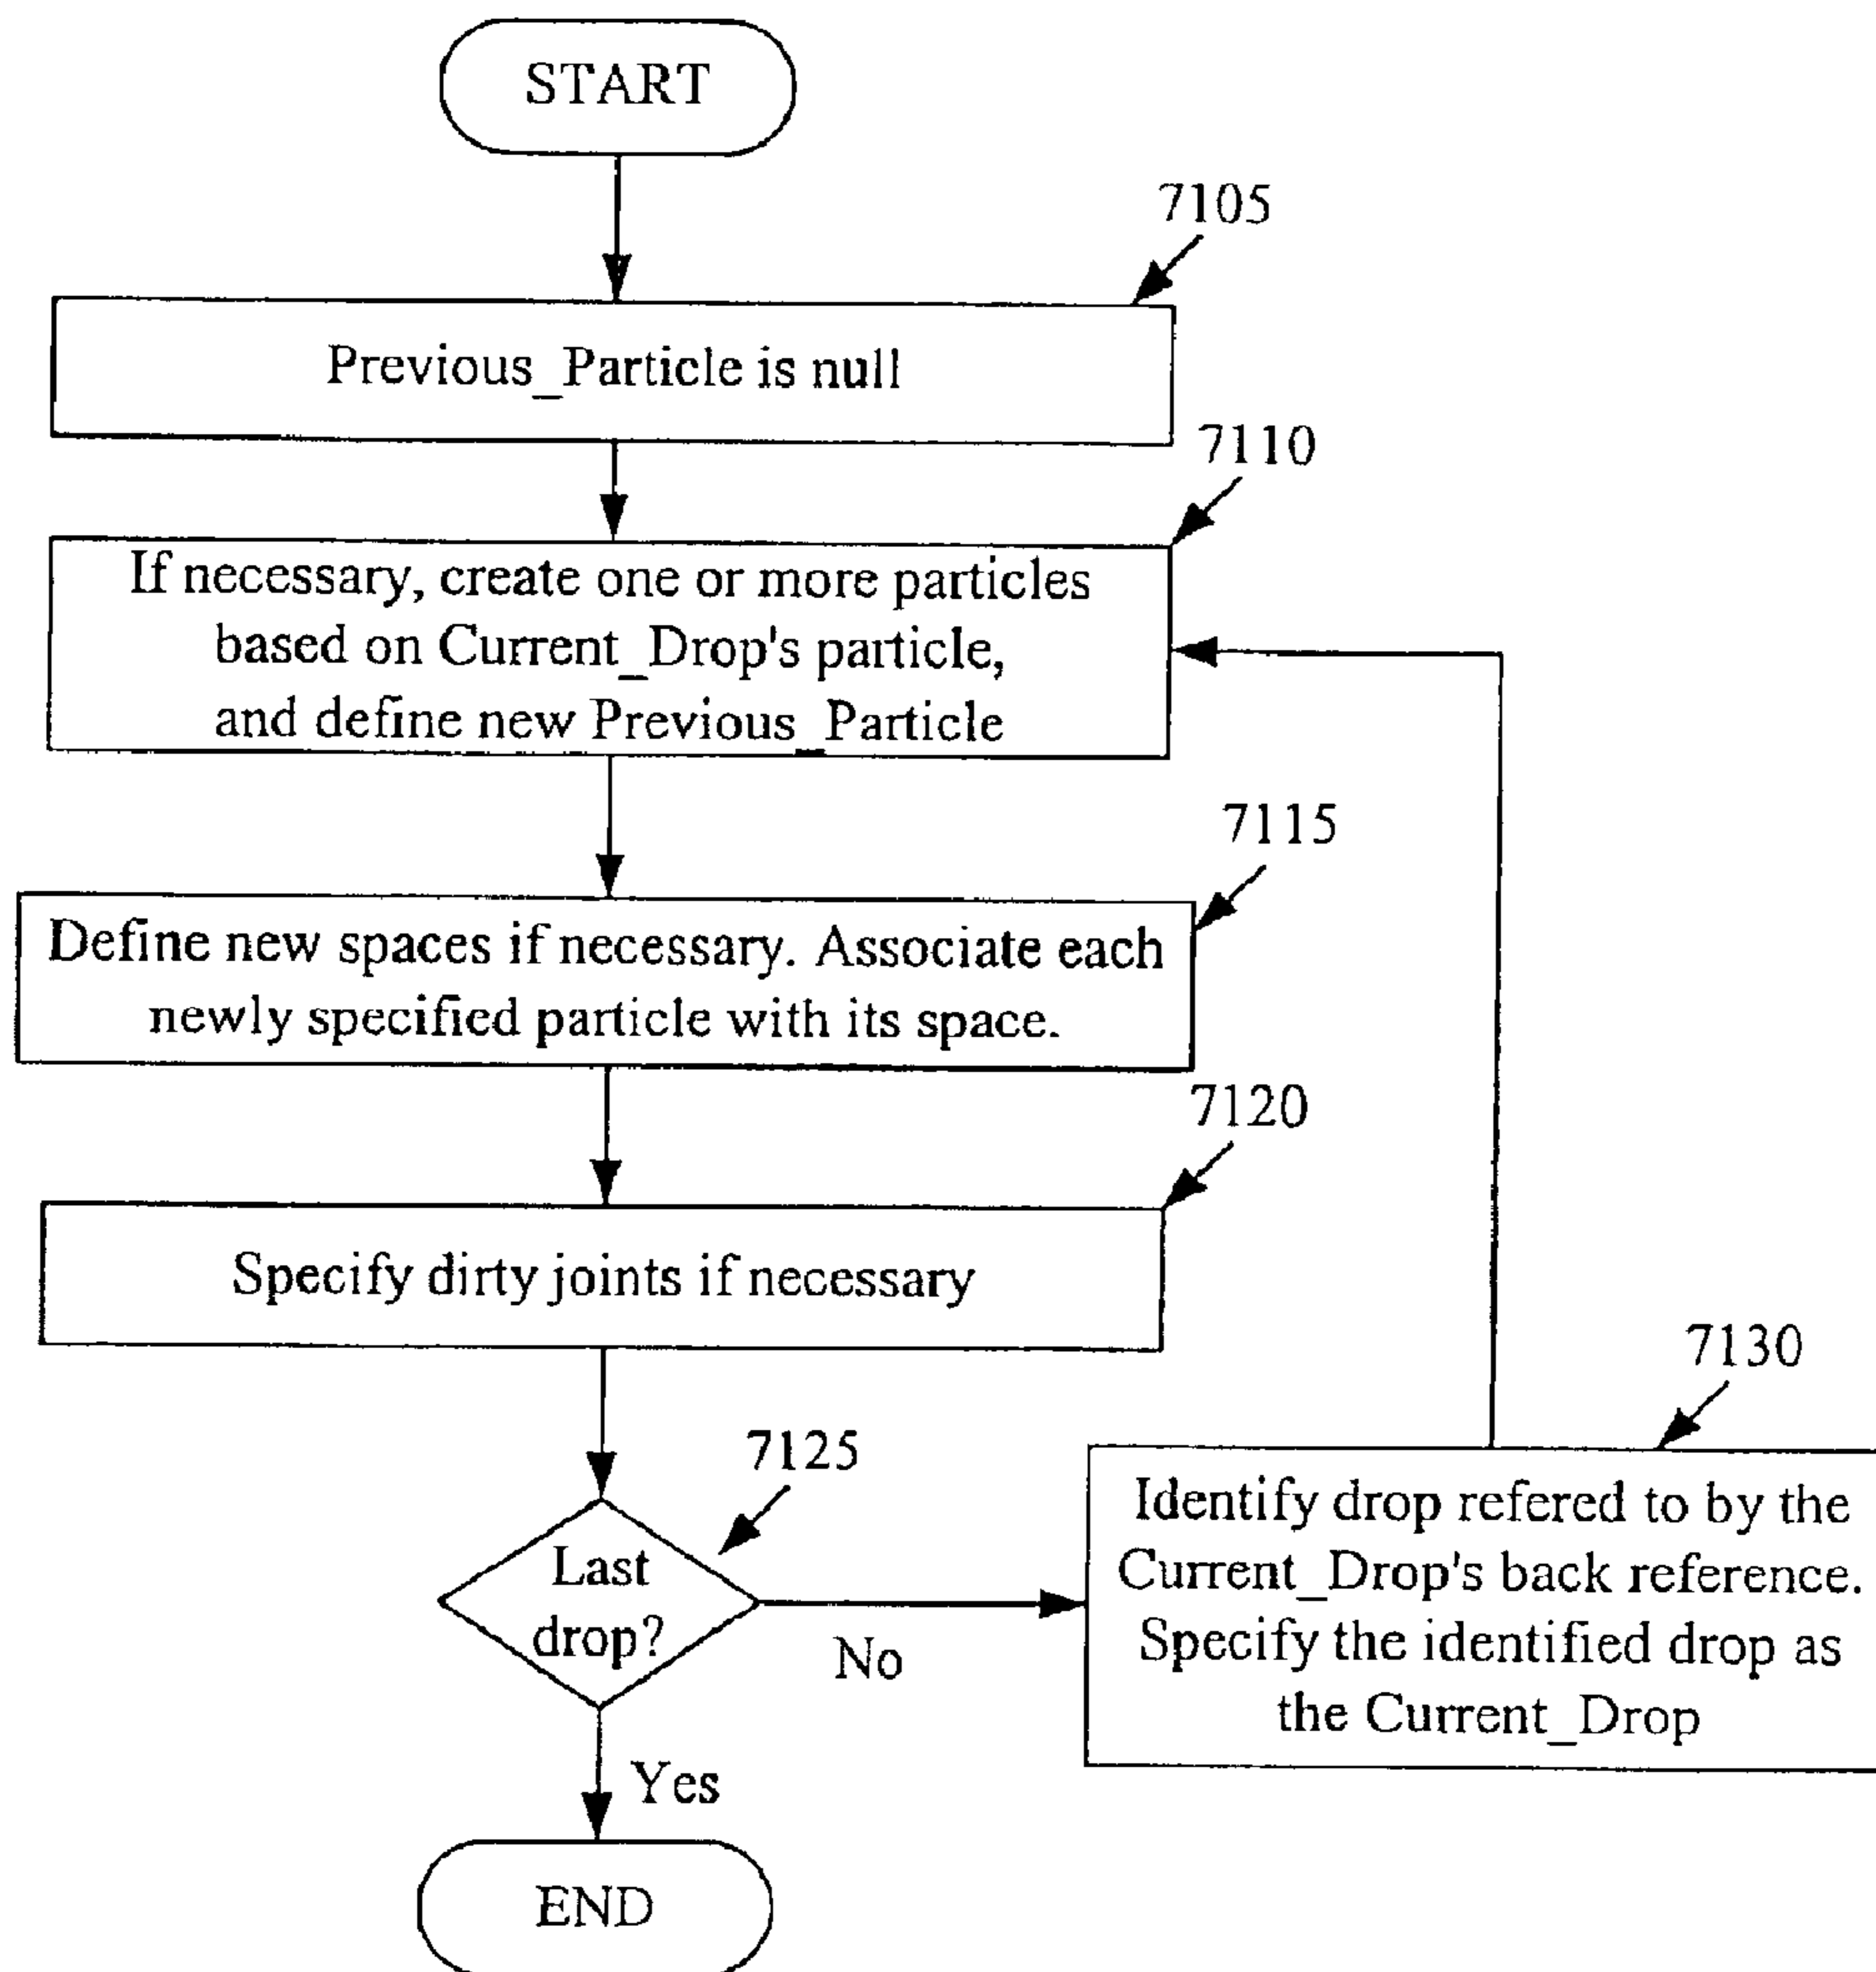 START
7105
Previous_Particle is null
7110
If necessary, create one or more particles
based on Current_Drop's particle,
and define new Previous_Particle
7115
Define new spaces if necessary. Associate each
newly specified particle with its space.
7120
Specify dirty joints if necessary
7130
7125
Last
drop?
No
Identify drop refered to by the
Current_Drop's back reference.
Specify the identified drop as
the Current_Drop
Yes
END